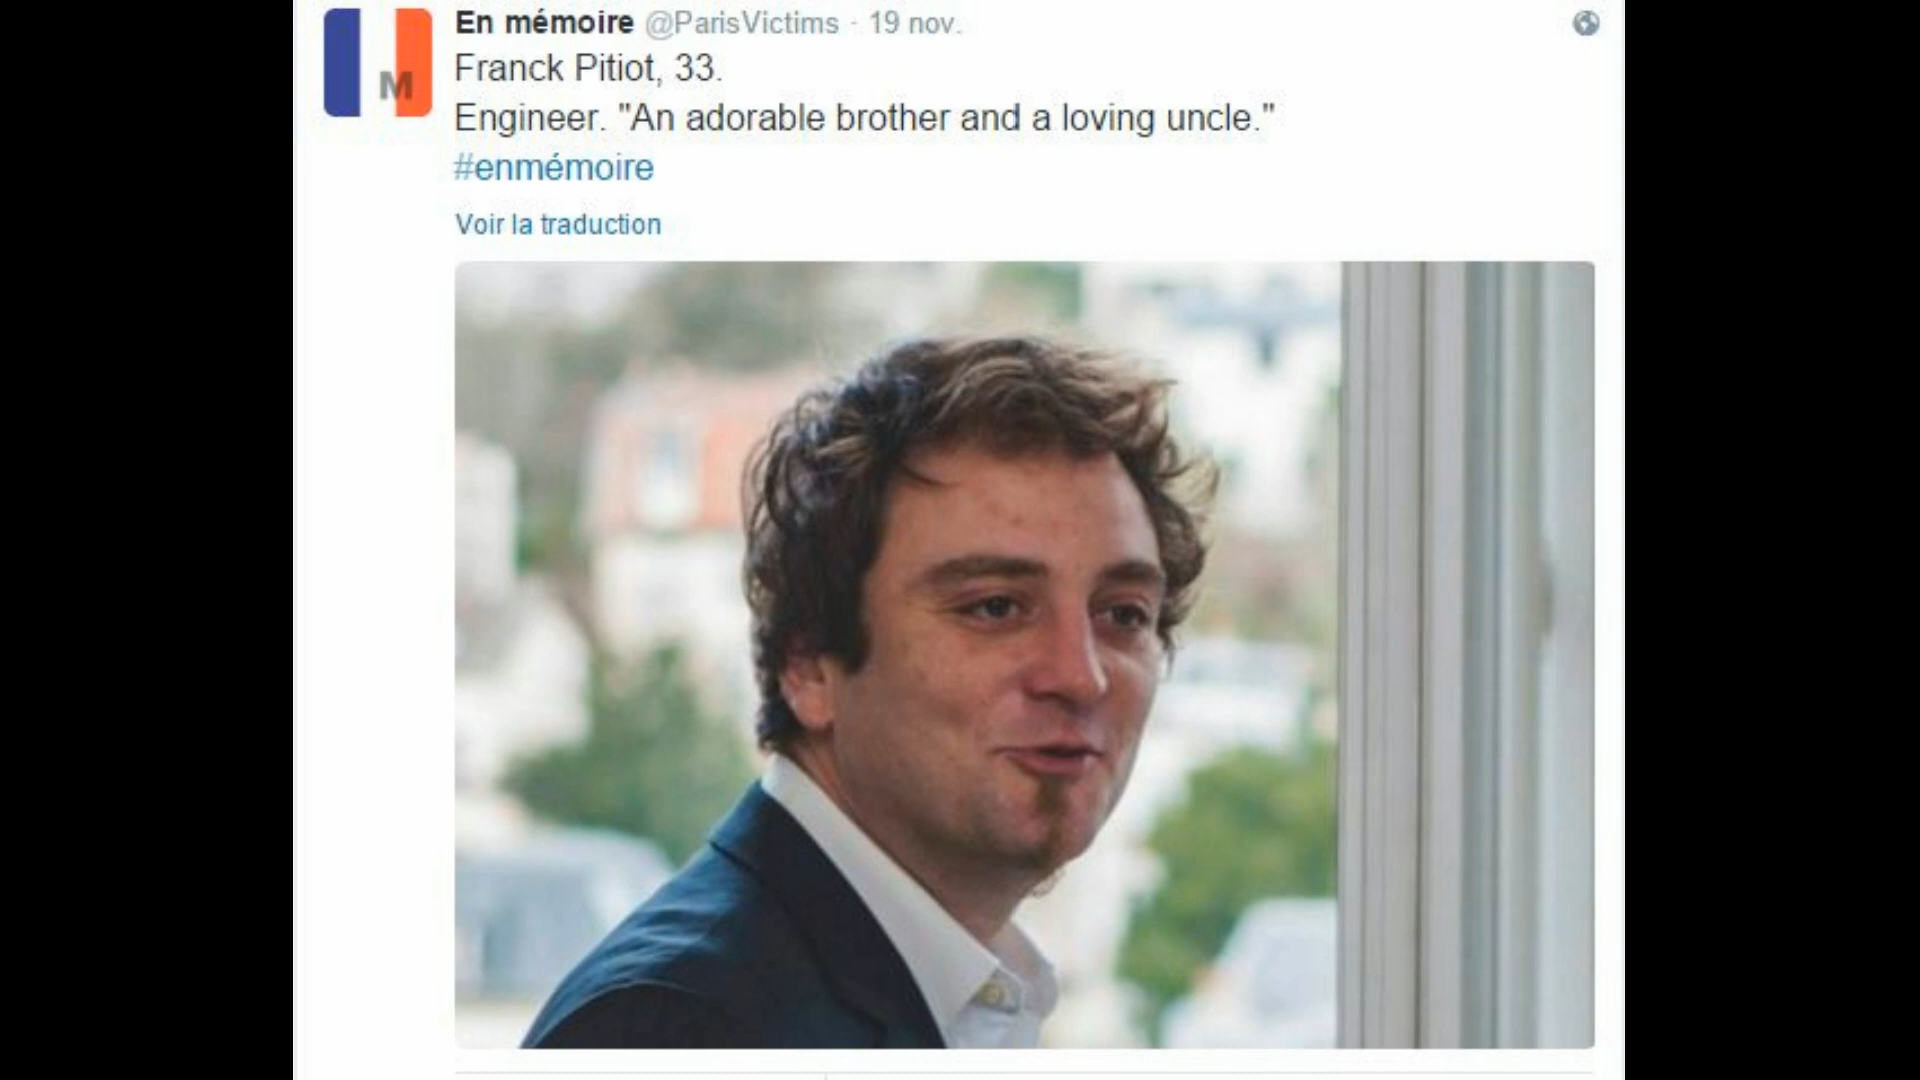 En mémoire @ParisVictims · 19 nov.
M
Franck Pitiot, 33.
Engineer. "An adorable brother and a loving uncle."
#enmémoire
Voir la traduction